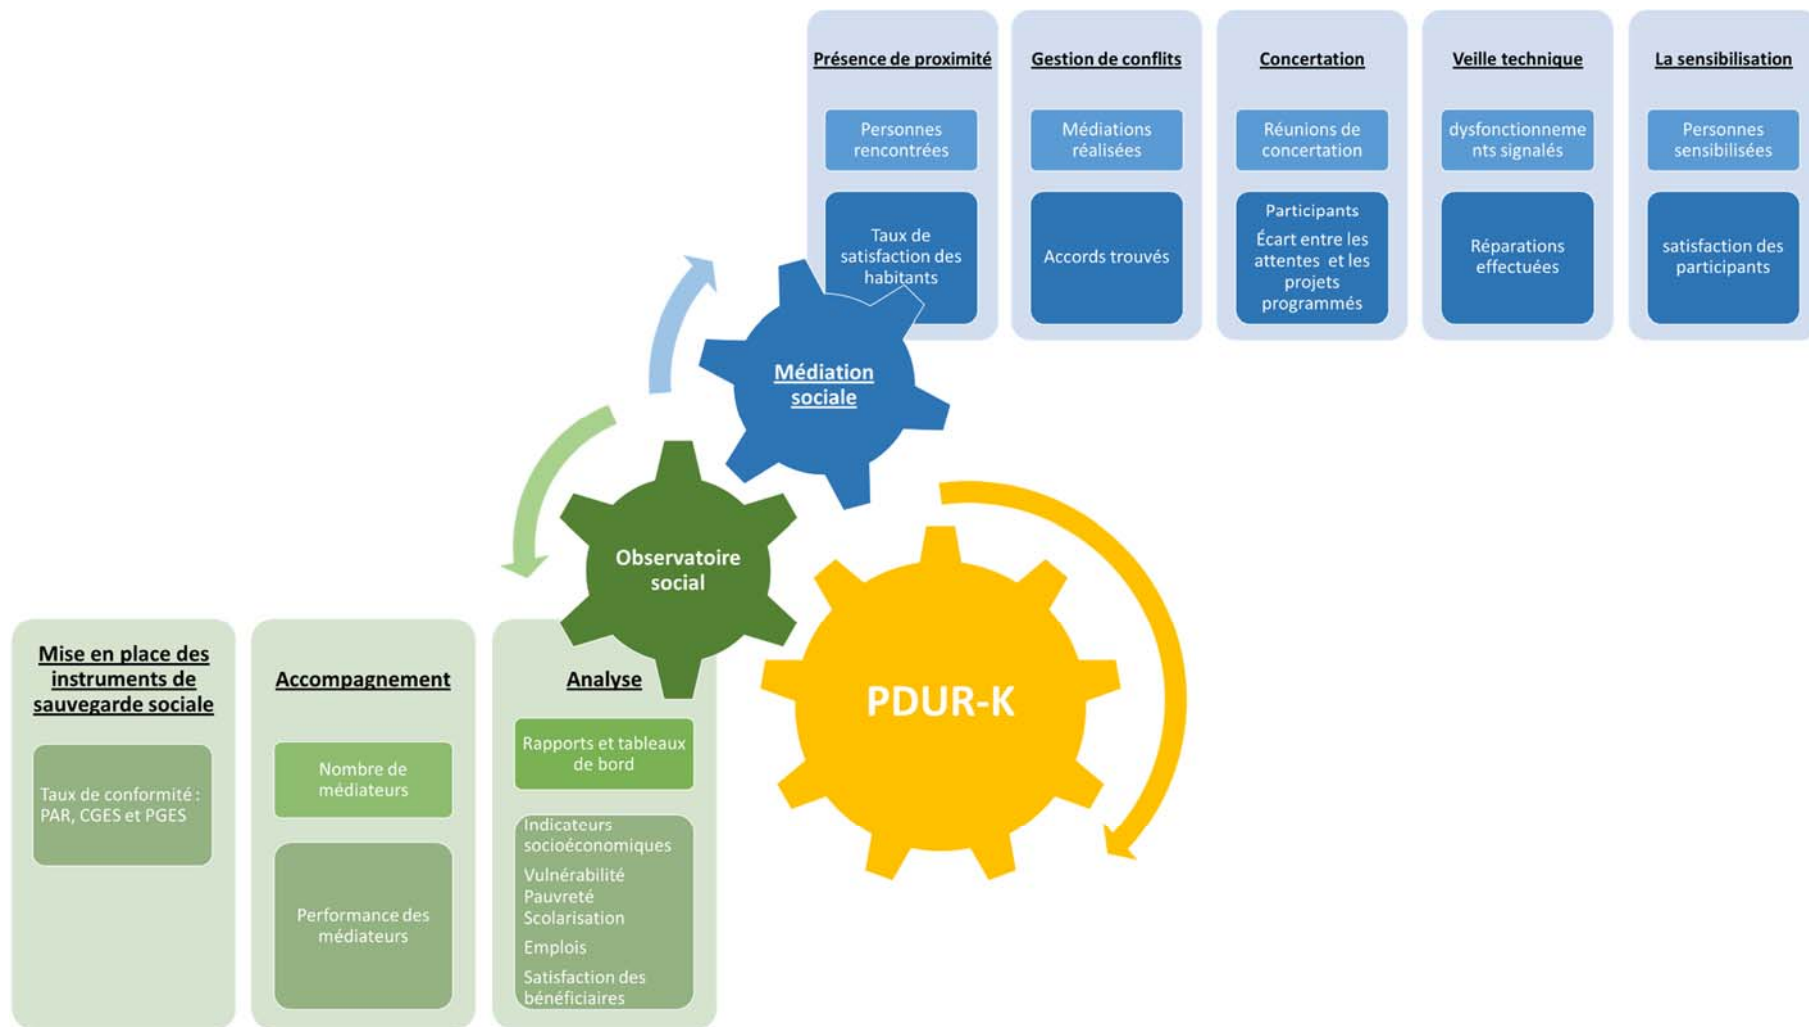 Présence de proximité
Personnes
rencontrées
Taux de
satisfaction des
habitants
Gestion de conflits
Médiations
réalisées
Accords trouvés
Concertation
Réunions de
concertation
Participants
Écart entre les
attentes et les
projets
programmés
Veille technique
dysfonctionneme
nts signalés
Réparations
effectuées
La sensibilisation
Personnes
sensibilisées
satisfaction des
participants
Médiation
sociale
Observatoire
social
PDUR-K
Mise en place des
instruments de
sauvegarde sociale
Taux de conformité :
PAR, CGES et PGES
Accompagnement
Nombre de
médiateurs
Performance des
médiateurs
Analyse
Rapports et tableaux
de bord
Indicateurs
socioéconomiques
Vulnérabilité
Pauvreté
Scolarisation
Emplois
Satisfaction des
bénéficiaires